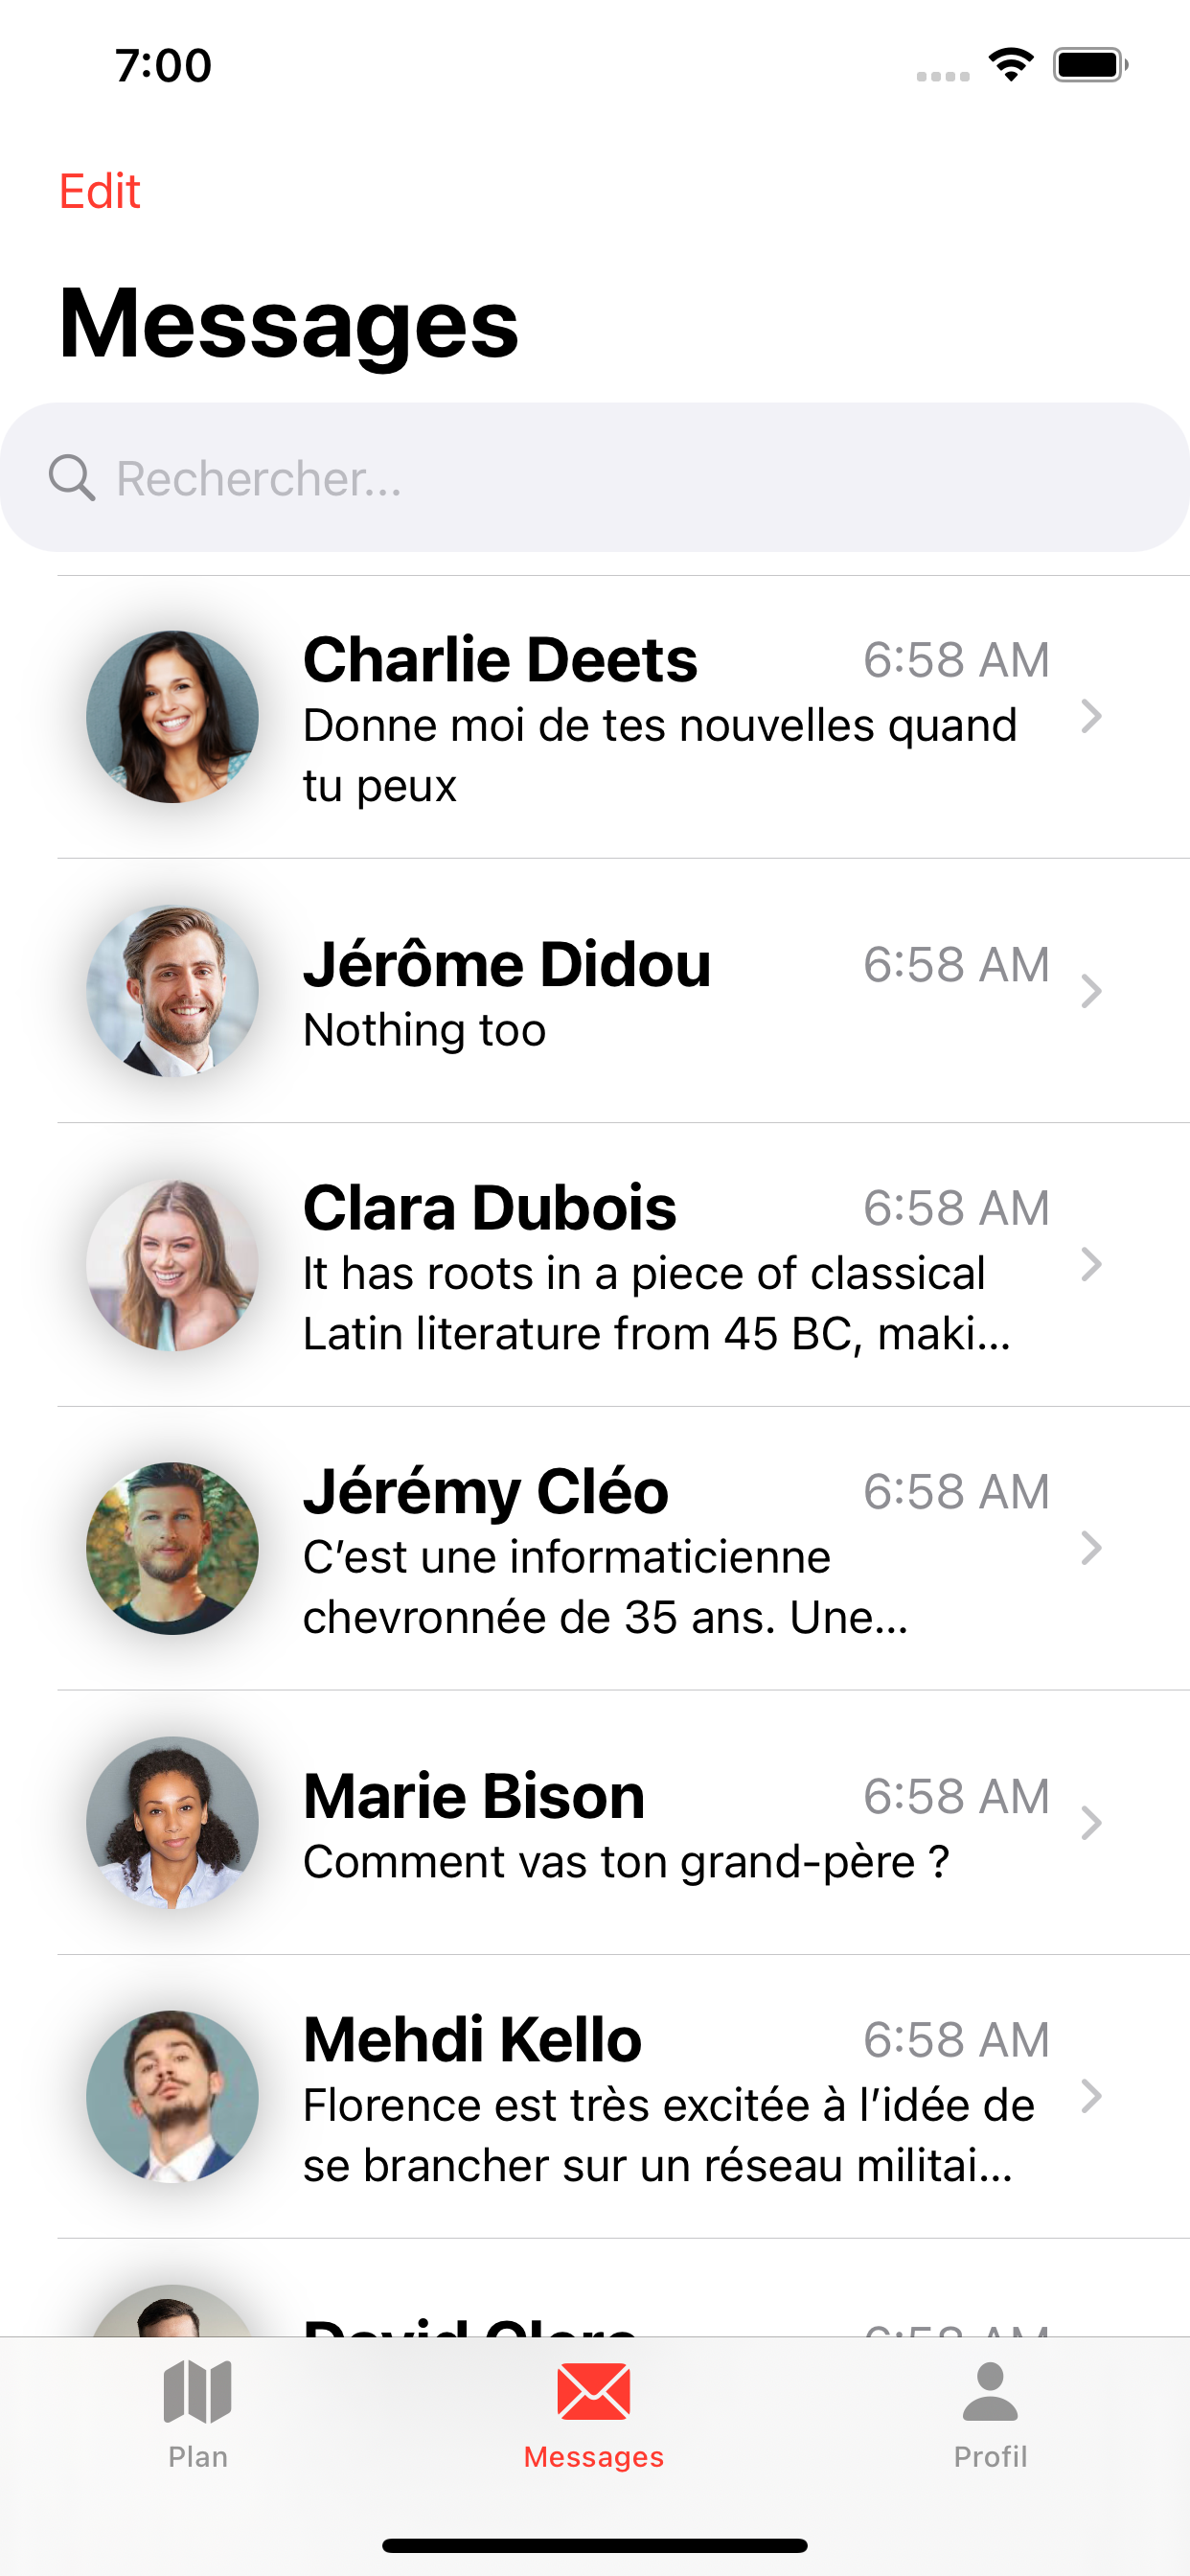 7:00
Edit
Messages
Rechercher...
Charlie Deets
6:58 AM
Donne moi de tes nouvelles quand
tu peux
Jérôme Didou
6:58 AM
Nothing too
Clara Dubois
6:58 AM
It has roots in a piece of classical
Latin literature from 45 BC, maki...
Jérémy Cléo
6:58 AM
C’est une informaticienne
chevronnée de 35 ans. Une...
Marie Bison
6:58 AM
Comment vas ton grand-père ?
Mehdi Kello
6:58 AM
Florence est très excitée à l’idée de
se brancher sur un réseau militai...
David
6:58 AM
Plan
Messages
Profil